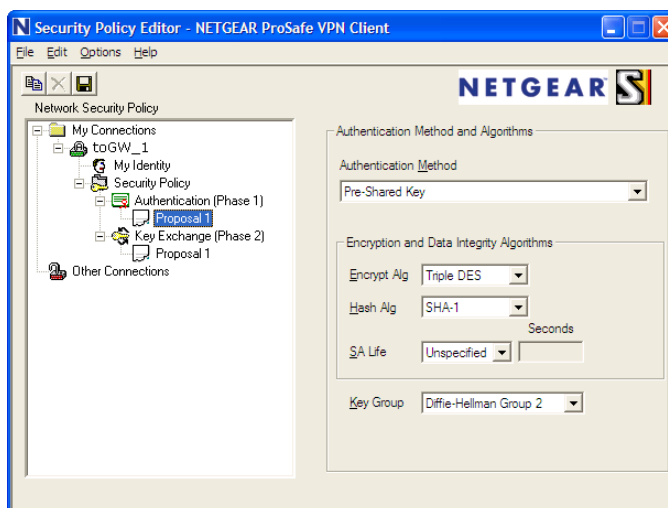 Security Policy Editor - NETGEAR ProSafe VPN Client
File Edit Options Help
NETGEAR S
Network Security Policy
My Connections
toGW_1
My Identity
Security Policy
Authentication (Phase 1)
Proposal 1
Key Exchange (Phase 2)
Proposal 1
Other Connections
Authentication Method and Algorithms
Authentication Method
Pre-Shared Key
Encryption and Data Integrity Algorithms
Encrypt Alg Triple DES
Hash Alg SHA-1
Seconds
SA Life Unspecified
Key Group Diffie-Hellman Group 2